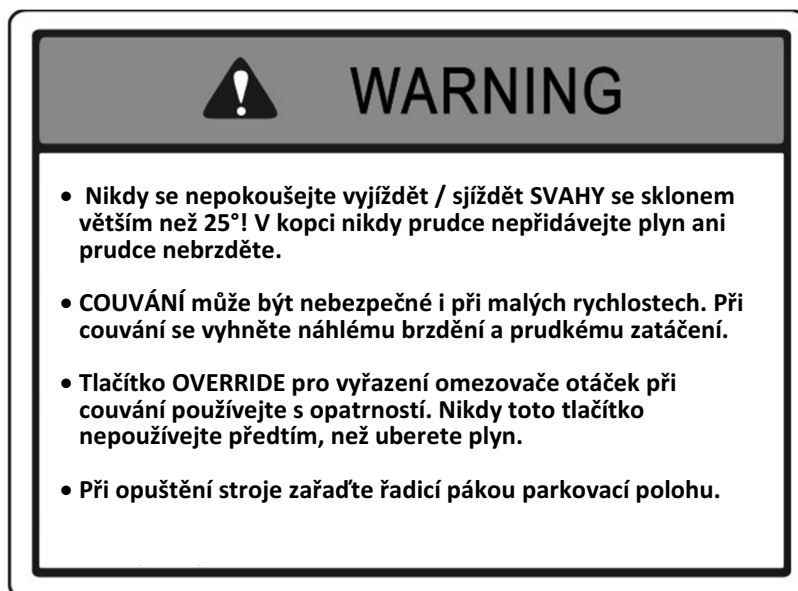 WARNING
• Nikdy se nepokoušejte vyjíždět / sjíždět SVAHY se sklonem
větším než 25°! V kopci nikdy prudce nepřidávejte plyn ani
prudce nebrzděte.
• COUVÁNÍ může být nebezpečné i při malých rychlostech. Při
couvání se vyhněte náhlému brzdění a prudkému zatáčení.
• Tlačítko OVERRIDE pro vyřazení omezovače otáček při
couvání používejte s opatrností. Nikdy toto tlačítko
nepoužívejte předtím, než uberete plyn.
• Při opuštění stroje zařaďte řadicí pákou parkovací polohu.